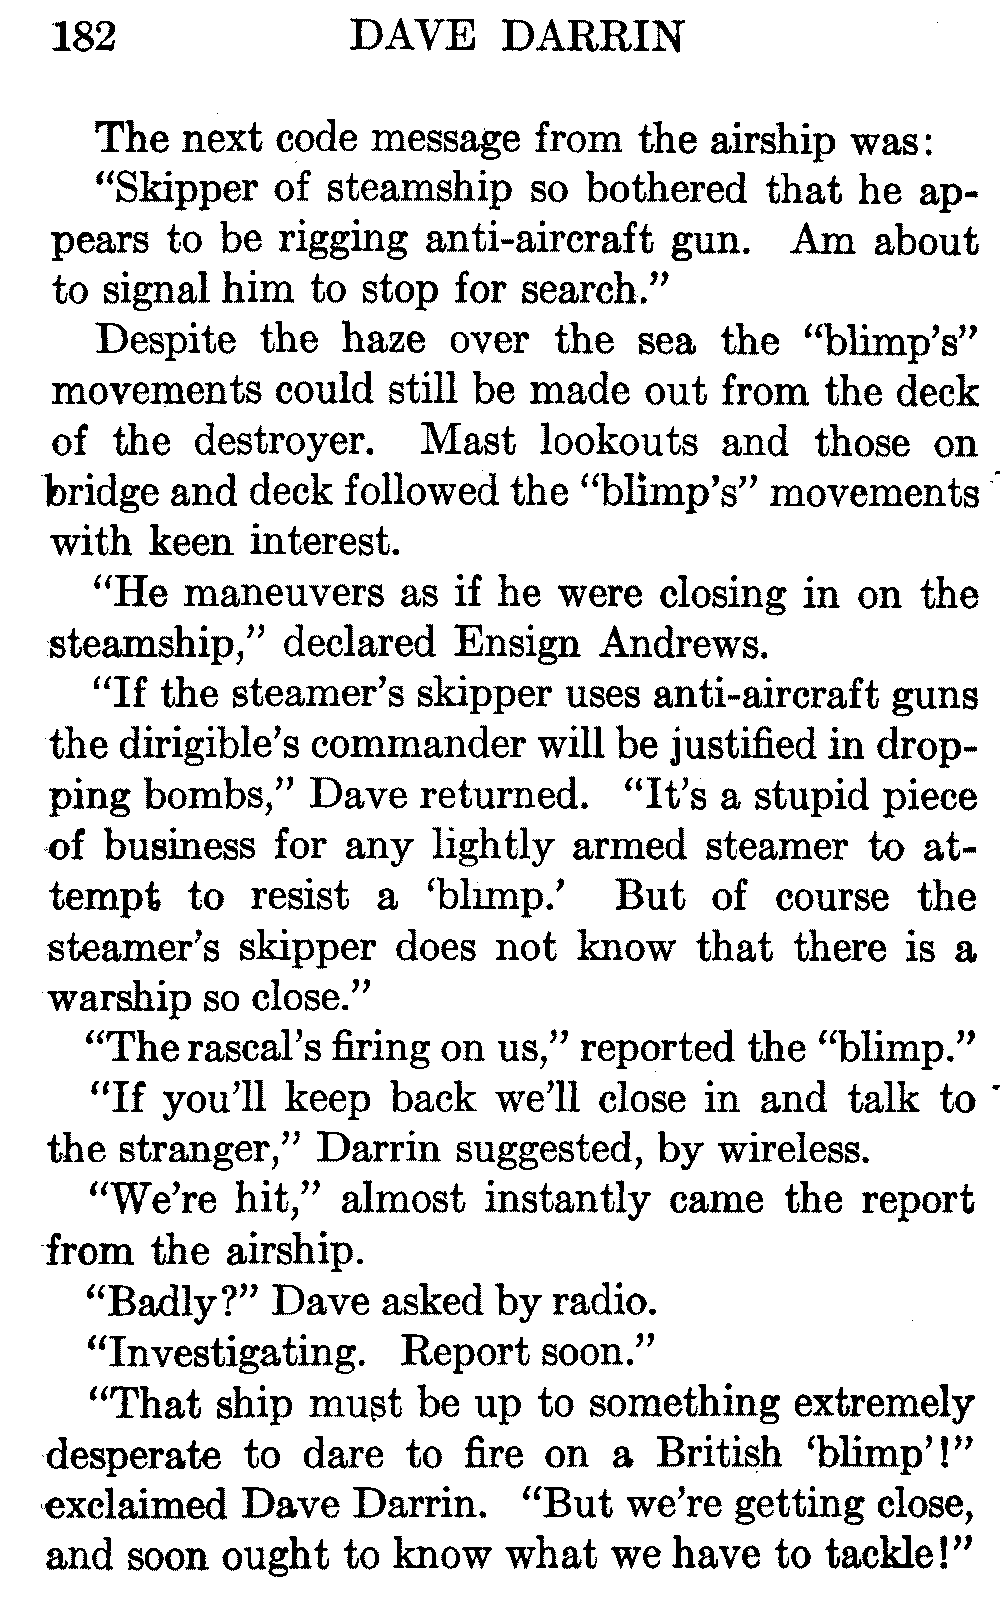 182 DAVE DARRIN
The next code message from the airship was:
“Skipper of steamship so bothered that he ap-
pears to be rigging anti-aircraft gun. Am about
to signal him to stop for search.”
Despite the haze over the sea the “blimp’s”
movements could still be made out from the deck
of the destroyer. Mast lookouts and those on
bridge and deck followed the “blimp’s” movements
with keen interest.
“He maneuvers as if he were closing in on the
steamship,” declared Ensign Andrews.
“If the steamer’s skipper uses anti-aircraft guns
the dirigible’s commander will be justified in drop-
ping bombs,” Dave returned. “It’s a stupid piece
of business for any lightly armed steamer to at-
tempt to resist a ‘blimp.’ But of course the
steamer’s skipper does not know that there is a
warship so close.”
“The rascal’s firing on us,” reported the “blimp.”
“If you’ll keep back we’ll close in and talk to
the stranger,” Darrin suggested, by wireless.
“We’re hit,” almost instantly came the report
from the airship.
“Badly?” Dave asked by radio.
“Investigating. Report soon.”
“That ship must be up to something extremely
desperate to dare to fire on a British ‘blimp’!”
exclaimed Dave Darrin. “But we’re getting close,
and soon ought to know what we have to tackle!”